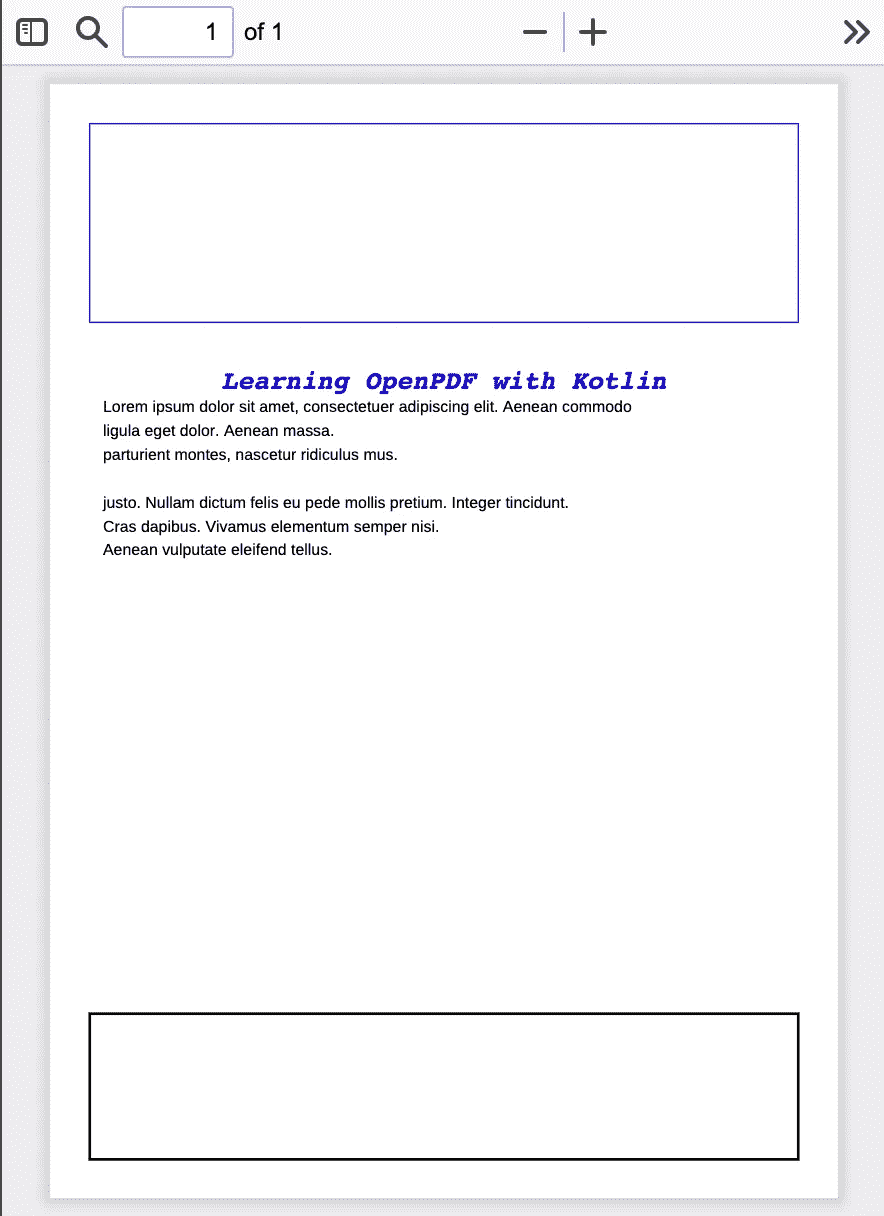 1 of 1
Learning OpenPDF with Kotlin
Lorem ipsum dolor sit amet, consectetuer adipiscing elit. Aenean commodo
ligula eget dolor. Aenean massa.
parturient montes, nascetur ridiculus mus.
justo. Nullam dictum felis eu pede mollis pretium. Integer tincidunt.
Cras dapibus. Vivamus elementum semper nisi.
Aenean vulputate eleifend tellus.